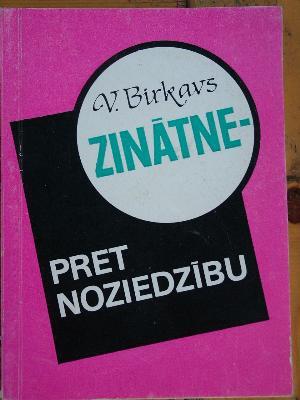 V. Birkavs
ZINĀTNE-
PRET
NOZIEDZĪBU